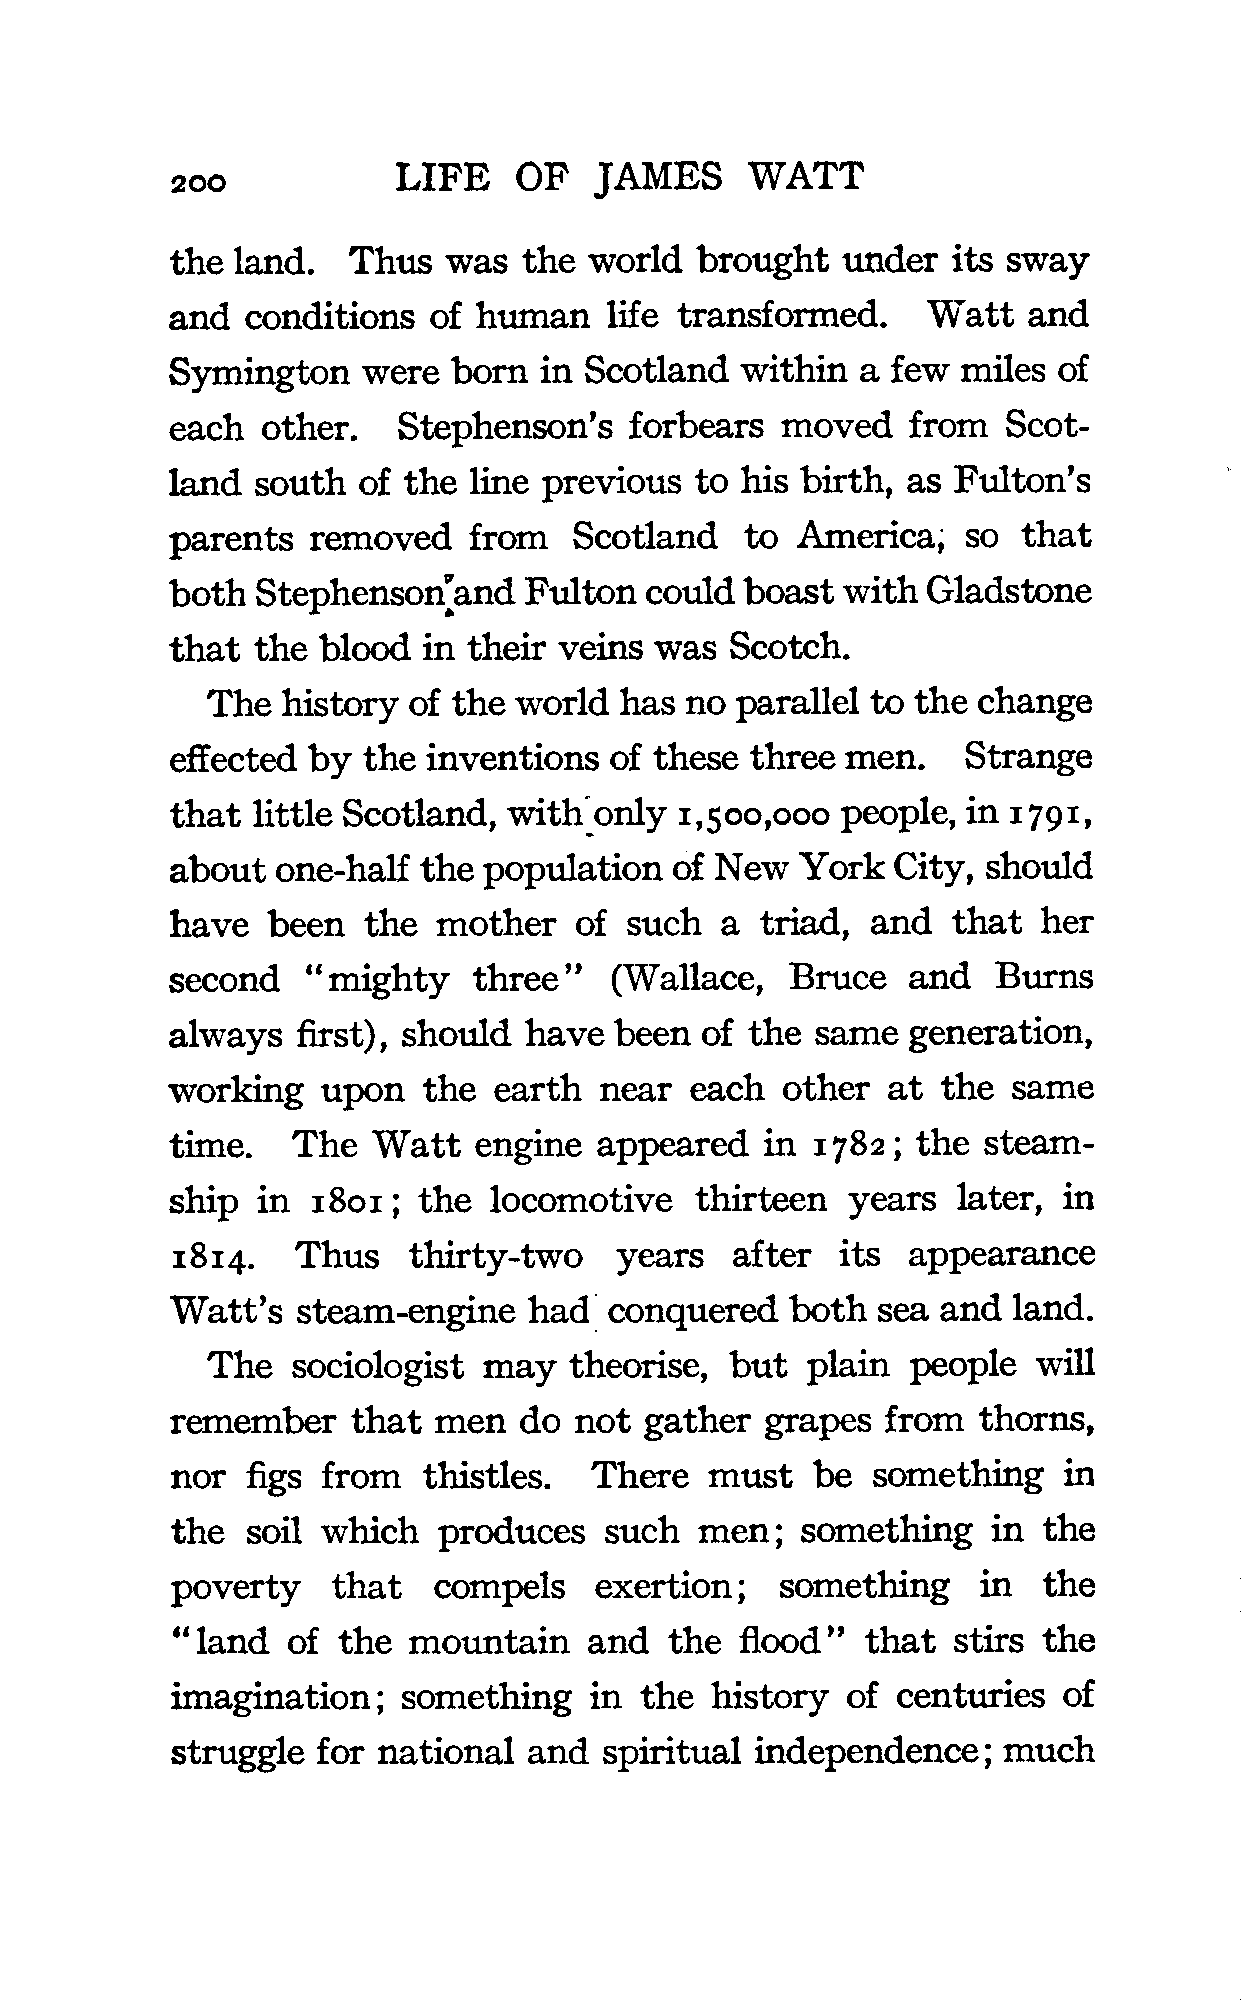 200 LIFE OF JAMES WATT
the land. Thus was the world brought under its sway
and conditions of human life transformed. Watt and
Symington were born in Scotland within a few miles of
each other. Stephenson's forbears moved from Scot-
land south of the line previous to his birth, as Fulton's
parents removed from Scotland to America; so that
both Stephenson and Fulton could boast with Gladstone
that the blood in their veins was Scotch.
The history of the world has no parallel to the change
effected by the inventions of these three men. Strange
that little Scotland, with only 1,500,000 people, in 1791,
about one-half the population of New York City, should
have been the mother of such a triad, and that her
second "mighty three" (Wallace, Bruce and Burns
always first), should have been of the same generation,
working upon the earth near each other at the same
time. The Watt engine appeared in 1782; the steam-
ship in 1801; the locomotive thirteen years later, in
1814. Thus thirty-two years after its appearance
Watt's steam-engine had conquered both sea and land.
The sociologist may theorise, but plain people will
remember that men do not gather grapes from thorns,
nor figs from thistles. There must be something in
the soil which produces such men; something in the
poverty that compels exertion; something in the
"land of the mountain and the flood" that stirs the
imagination; something in the history of centuries of
struggle for national and spiritual independence; much